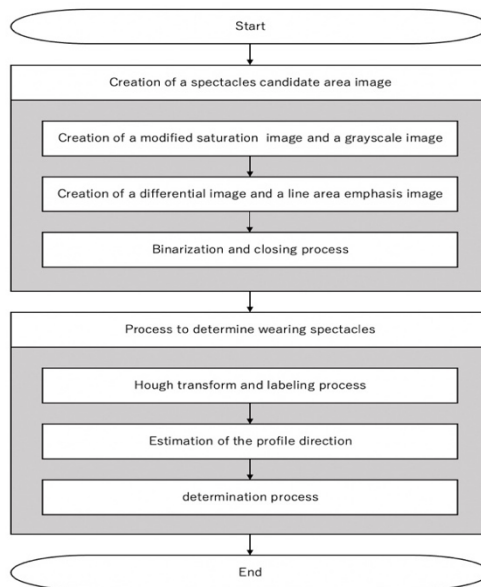 Start
Creation of a spectacles candidate area image
Creation of a modified saturation image and a grayscale image
Creation of a differential image and a line area emphasis image
Binarization and closing process
Process to determine wearing spectacles
Hough transform and labeling process
Estimation of the profile direction
determination process
End